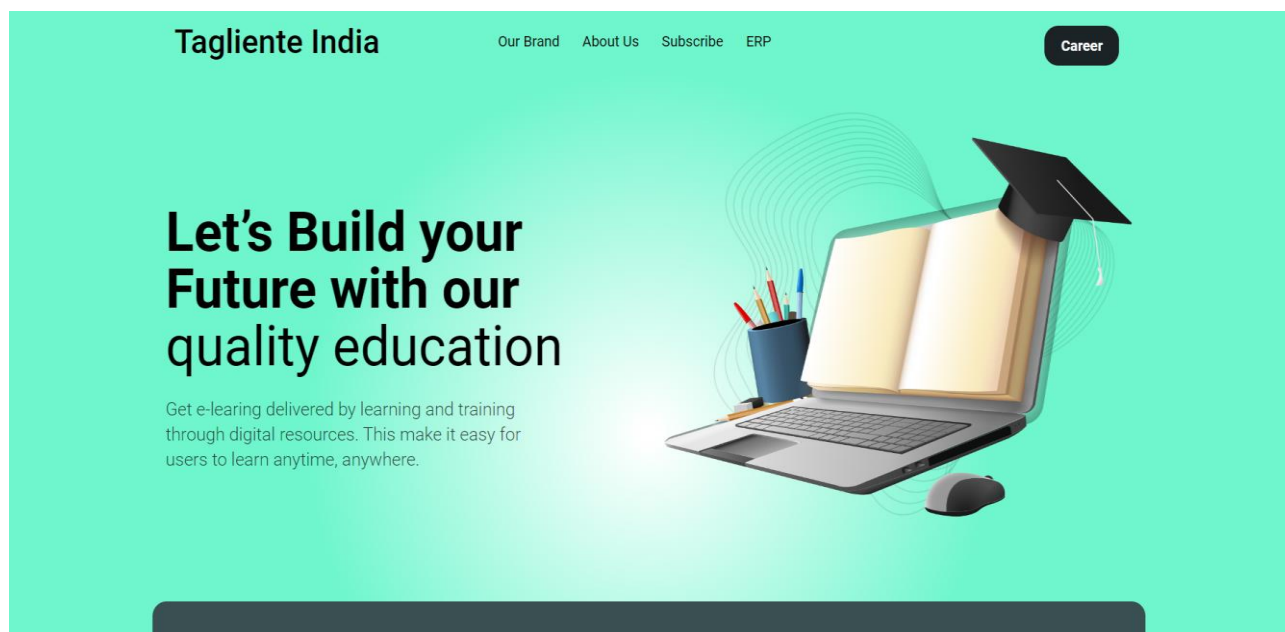 Tagliente India
Our Brand About Us Subscribe ERP
Career
Let’s Build your
Future with our
quality education
Get e-learing delivered by learning and training
through digital resources. This make it easy for
users to learn anytime, anywhere.